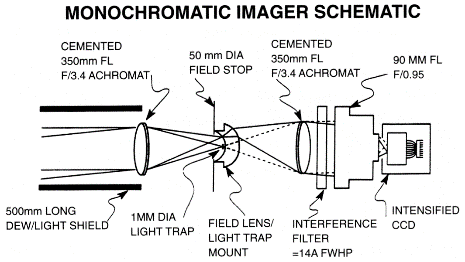 MONOCHROMATIC IMAGER SCHEMATIC
CEMENTED
350mm FL
F/3.4 ACHROMAT
50 mm DIA
FIELD STOP
CEMENTED
350mm FL
F/3.4 ACHROMAT
90 MM FL
F/0.95
500mm LONG
DEW/LIGHT SHIELD
1MM DIA
LIGHT TRAP
FIELD LENS/
LIGHT TRAP
MOUNT
INTERFERENCE
FILTER
=14A FWHP
INTENSIFIED
CCD